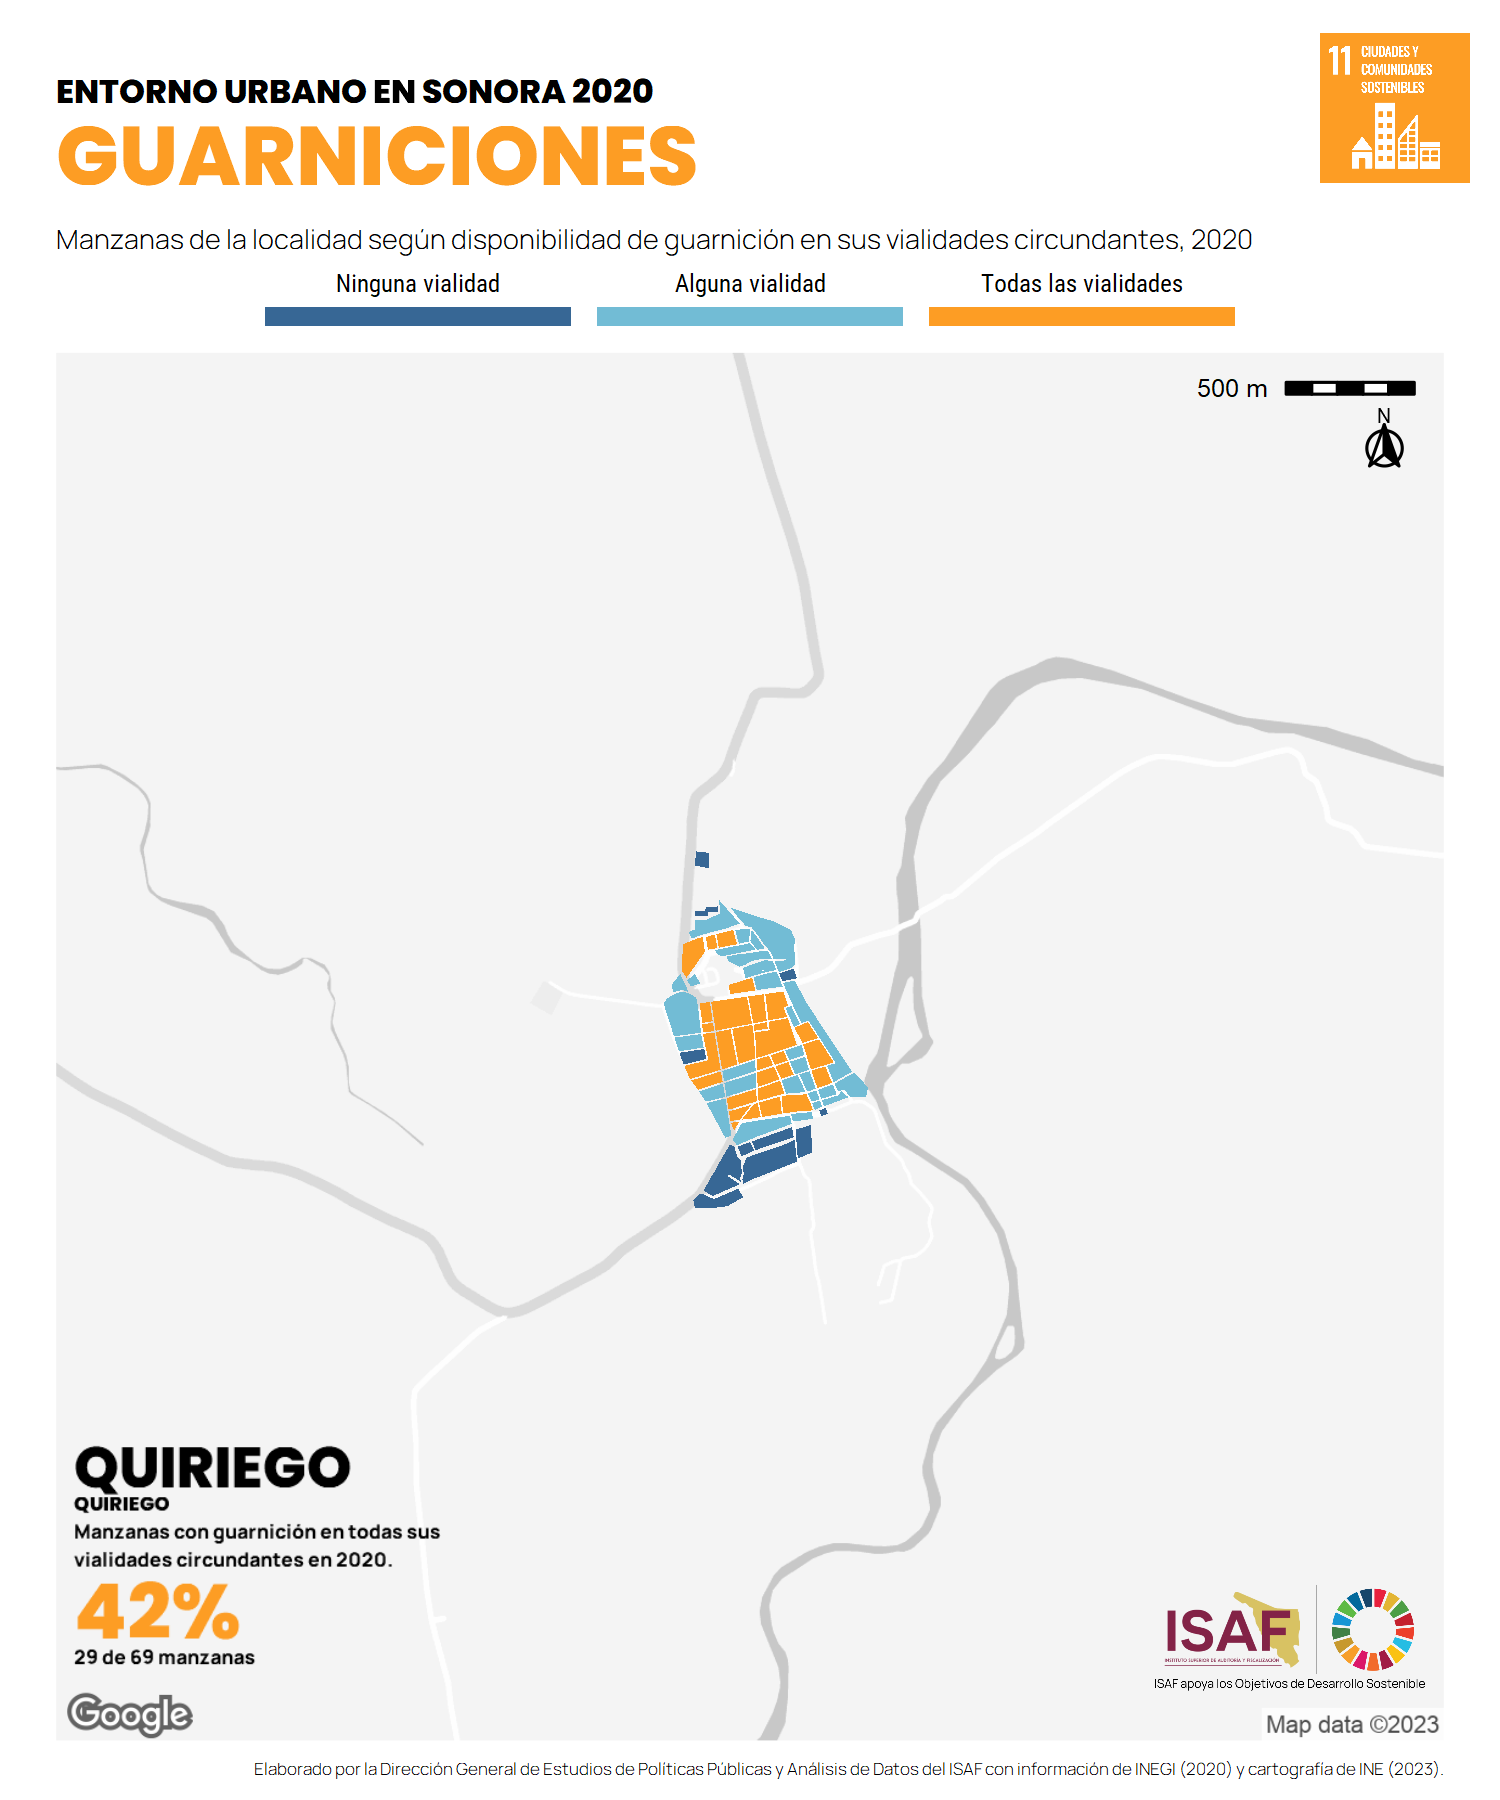 11 CIUDADES Y
COMUNIDADES
SOSTENIBLES
ENTORNO URBANO EN SONORA 2020
GUARNICIONES
Manzanas de la localidad según disponibilidad de guarnición en sus vialidades circundantes, 2020
Ninguna vialidad Alguna vialidad Todas las vialidades
500 m
N
QUIRIEGO
QUIRIEGO
Manzanas con guarnición en todas sus
vialidades circundantes en 2020.
42%
29 de 69 manzanas
ISAF
INSTITUTO SUPERIOR DE AUDITORÍA Y FISCALIZACIÓN
ISAF apoya los Objetivos de Desarrollo Sostenible
Google
Map data ©2023
Elaborado por la Dirección General de Estudios de Políticas Públicas y Análisis de Datos del ISAF con información de INEGI (2020) y cartografía de INE (2023).